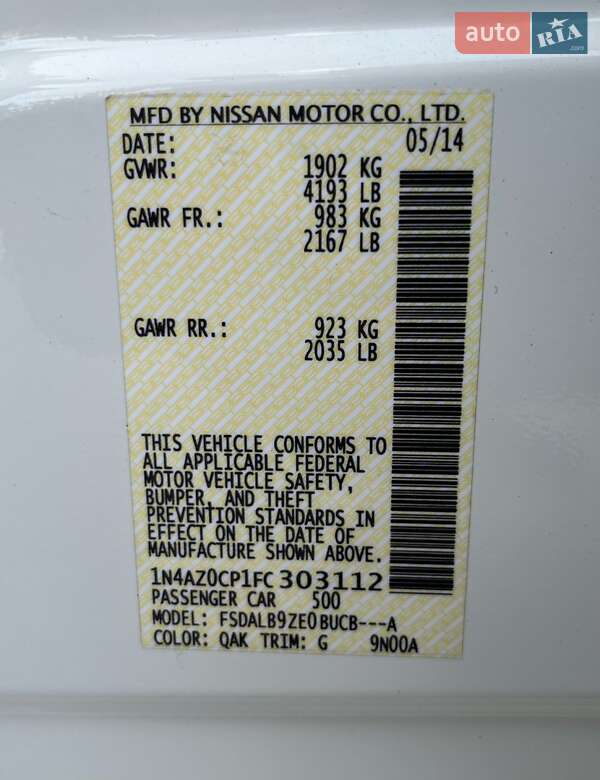 auto RIA.com
MFD BY NISSAN MOTOR CO., LTD.
DATE: 05/14
GVWR: 1902 KG
4193 LB
GAWR FR.: 983 KG
2167 LB
GAWR RR.: 923 KG
2035 LB
THIS VEHICLE CONFORMS TO
ALL APPLICABLE FEDERAL
MOTOR VEHICLE SAFETY,
BUMPER, AND THEFT
PREVENTION STANDARDS IN
EFFECT ON THE DATE OF
MANUFACTURE SHOWN ABOVE.
1N4AZ0CP1FC303112
PASSENGER CAR 500
MODEL: FSDALB9ZE0BUCB---A
COLOR: QAK TRIM: G 9N00A